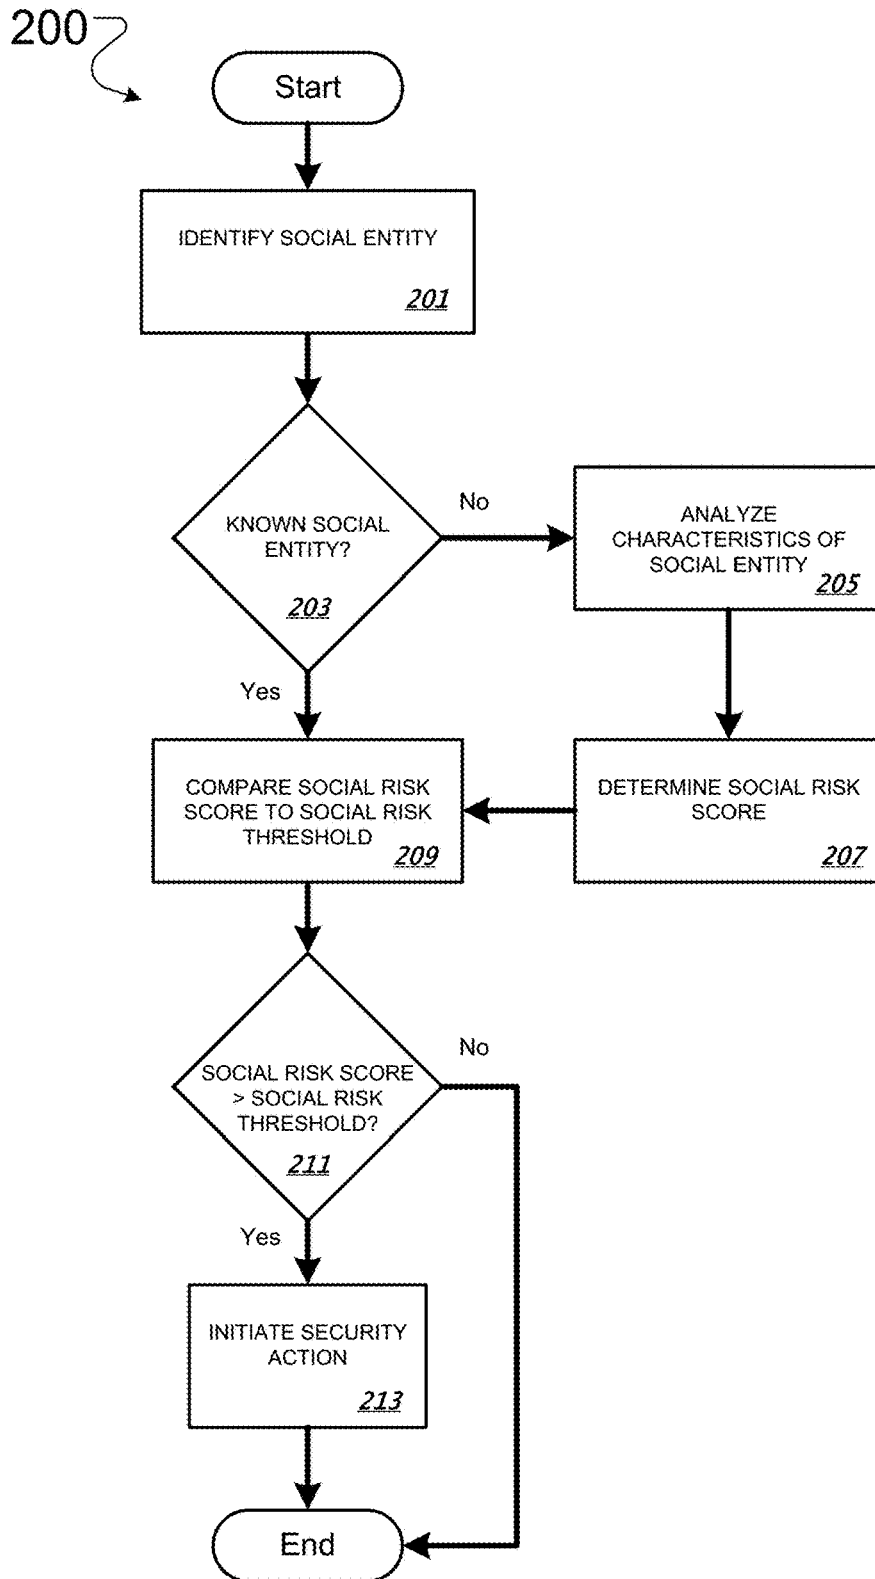 200
Start
IDENTIFY SOCIAL ENTITY
201
KNOWN SOCIAL
ENTITY?
203
No
ANALYZE
CHARACTERISTICS OF
SOCIAL ENTITY
205
Yes
COMPARE SOCIAL RISK
SCORE TO SOCIAL RISK
THRESHOLD
209
DETERMINE SOCIAL RISK
SCORE
207
SOCIAL RISK SCORE
> SOCIAL RISK
THRESHOLD?
211
No
Yes
INITIATE SECURITY
ACTION
213
End